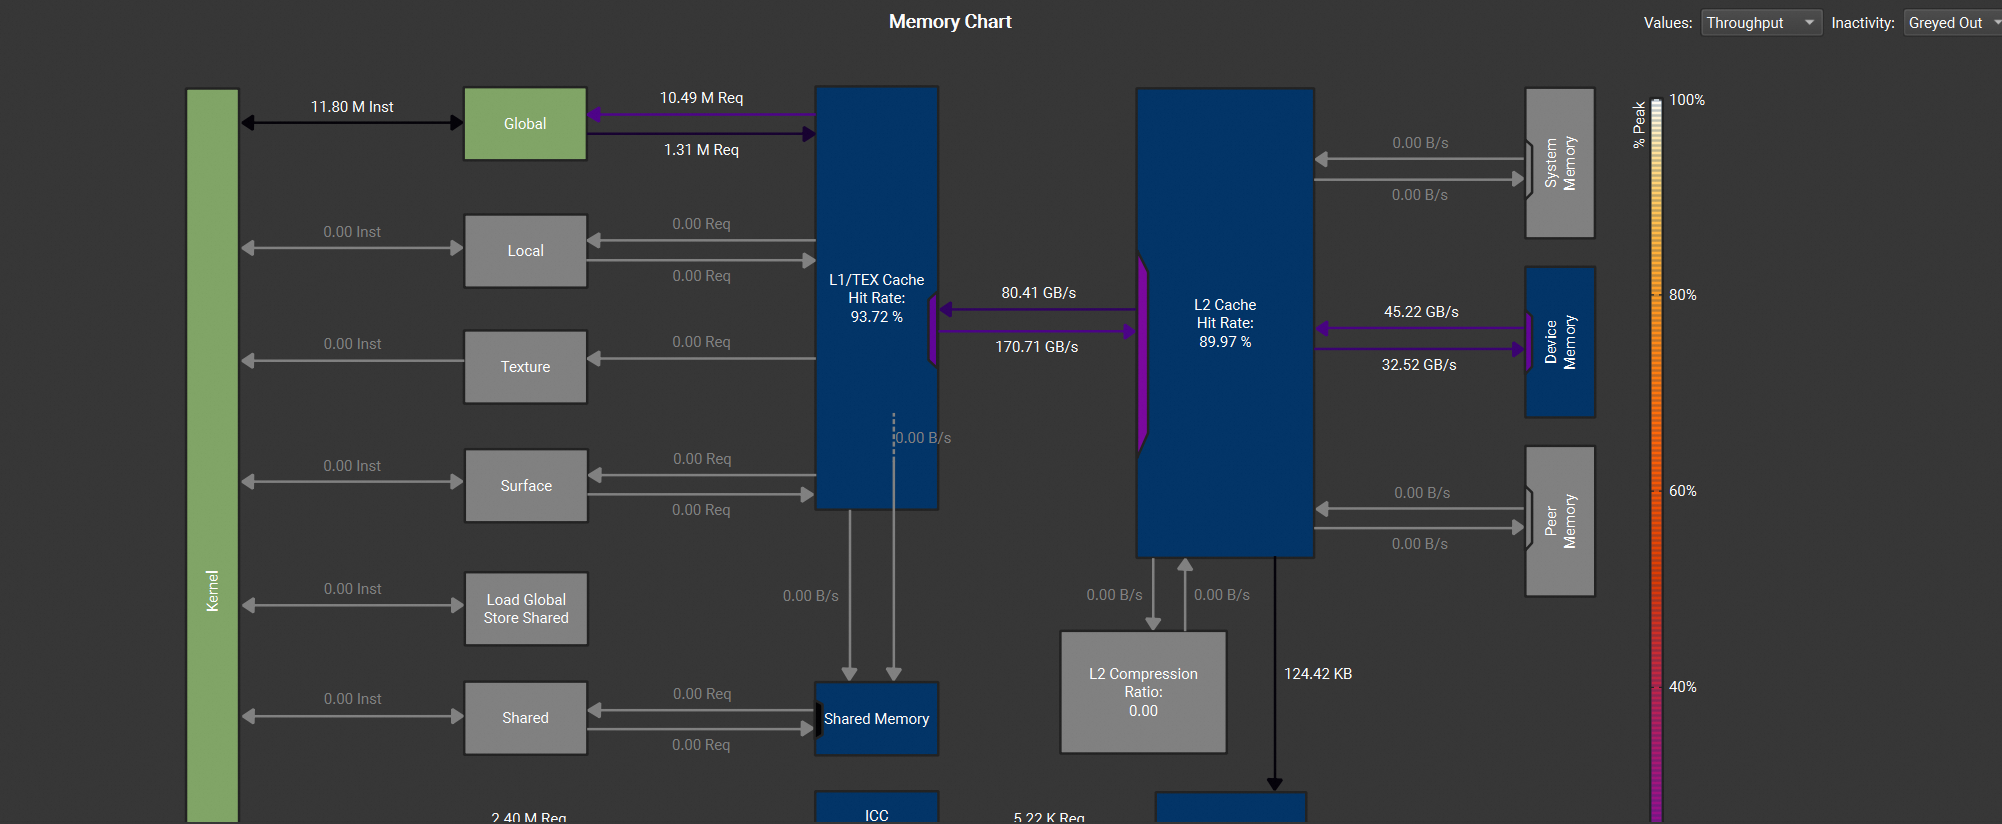 Memory Chart
Values: Throughput Inactivity: Greyed Out
11.80 M Inst
Global
10.49 M Req
1.31 M Req
0.00 Inst
Local
0.00 Req
0.00 Req
0.00 Inst
Texture
0.00 Req
0.00 Inst
Surface
0.00 Req
0.00 Req
0.00 Inst
Load Global
Store Shared
0.00 Inst
Shared
0.00 Req
0.00 Req
Kernel
L1/TEX Cache
Hit Rate:
93.72 %
0.00 B/s
0.00 B/s
Shared Memory
80.41 GB/s
170.71 GB/s
L2 Cache
Hit Rate:
89.97 %
0.00 B/s
0.00 B/s
L2 Compression
Ratio:
0.00
124.42 KB
0.00 B/s
0.00 B/s
System
Memory
45.22 GB/s
32.52 GB/s
Device
Memory
0.00 B/s
0.00 B/s
Peer
Memory
% Peak
100%
80%
60%
40%
2.40 M Req
ICC
5.22 K Req